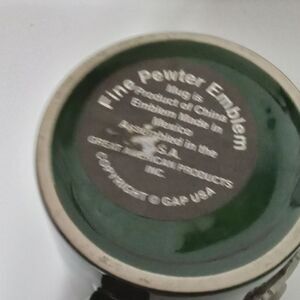 Fine Pewter Emblem
Mug is
Product of China
Emblem Made in
Mexico
Assembled in the
S.A.
GREAT AMERICAN PRODUCTS
INC.
COPYRIGHT © GAP USA